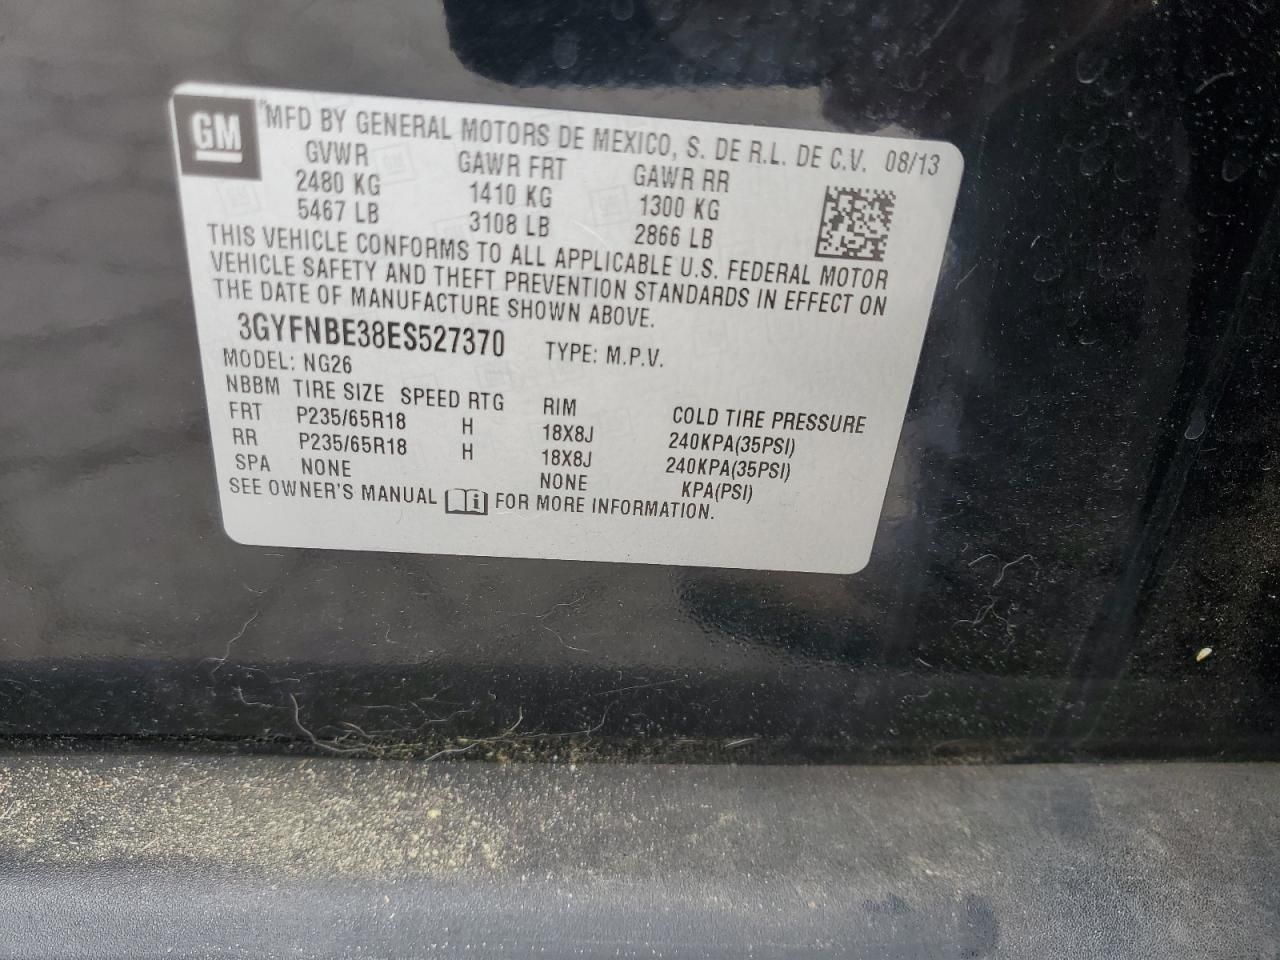 GM
MFD BY GENERAL MOTORS DE MEXICO, S. DE R.L. DE C.V. 08/13
GVWR GAWR FRT GAWR RR
2480 KG 1410 KG 1300 KG
5467 LB 3108 LB 2866 LB
THIS VEHICLE CONFORMS TO ALL APPLICABLE U.S. FEDERAL MOTOR
VEHICLE SAFETY AND THEFT PREVENTION STANDARDS IN EFFECT ON
THE DATE OF MANUFACTURE SHOWN ABOVE.
3GYFNBE38ES527370 TYPE: M.P.V.
MODEL: NG26
NBBM TIRE SIZE SPEED RTG RIM COLD TIRE PRESSURE
FRT P235/65R18 H 18X8J 240KPA(35PSI)
RR P235/65R18 H 18X8J 240KPA(35PSI)
SPA NONE NONE KPA(PSI)
SEE OWNER'S MANUAL FOR MORE INFORMATION.